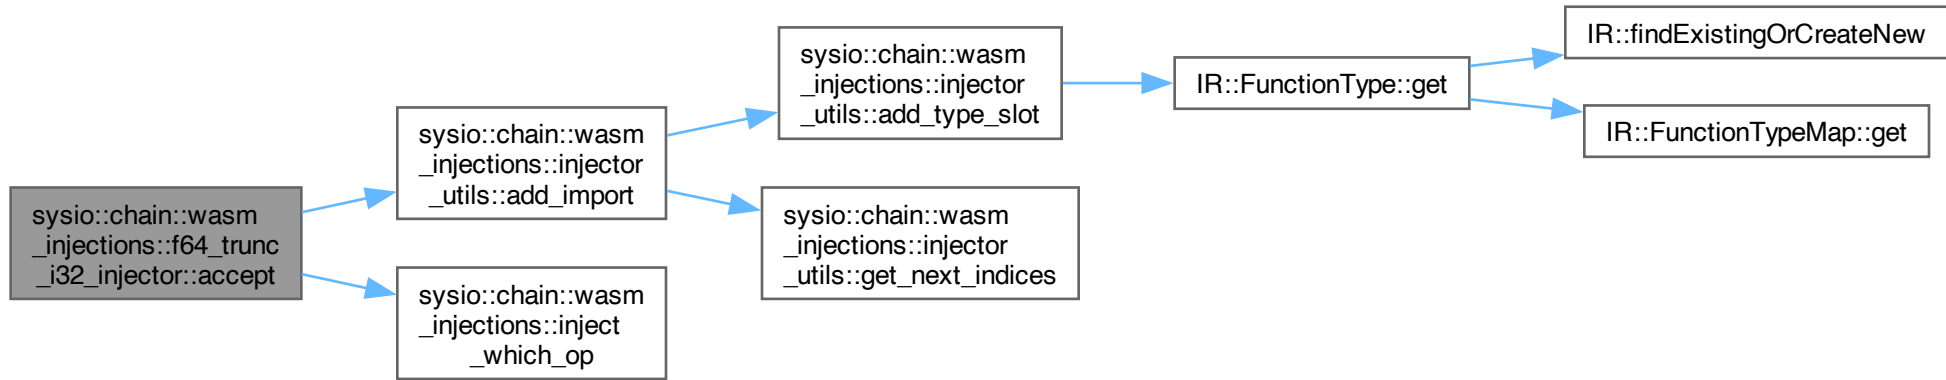 sysio::chain::wasm
_injections::f64_trunc
_i32_injector::accept
sysio::chain::wasm
_injections::injector
_utils::add_import
sysio::chain::wasm
_injections::inject
_which_op
sysio::chain::wasm
_injections::injector
_utils::add_type_slot
sysio::chain::wasm
_injections::injector
_utils::get_next_indices
IR::FunctionType::get
IR::findExistingOrCreateNew
IR::FunctionTypeMap::get